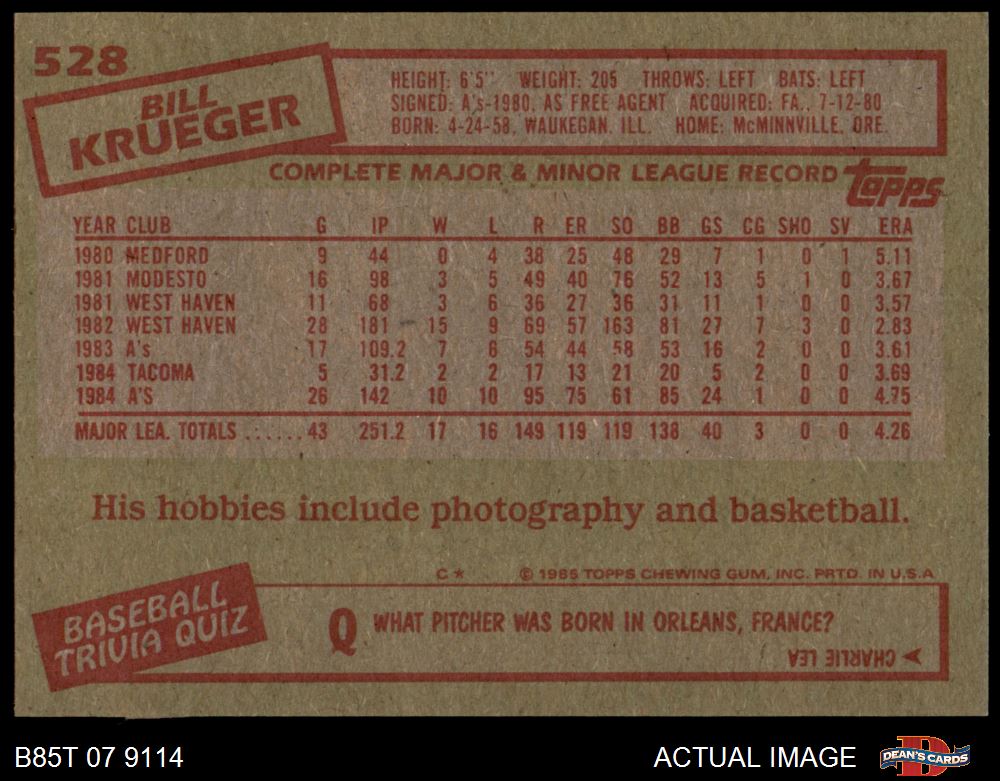 528
BILL
KRUEGER
HEIGHT: 6'5" WEIGHT: 205 THROWS: LEFT BATS: LEFT
SIGNED: A's-1980, AS FREE AGENT ACQUIRED: FA., 7-12-80
BORN: 4-24-58, WAUKEGAN, ILL. HOME: McMINNVILLE, ORE.
COMPLETE MAJOR & MINOR LEAGUE RECORD topps
YEAR CLUB G IP W L R ER SO BB GS CG SHO SV ERA
1980 MEDFORD 9 44 0 4 38 25 48 29 7 1 0 1 5.11
1981 MODESTO 16 98 3 5 49 40 76 52 13 5 1 0 3.67
1981 WEST HAVEN 11 68 3 6 36 27 36 31 11 1 0 0 3.57
1982 WEST HAVEN 28 181 15 9 69 57 163 81 27 7 3 0 2.83
1983 A's 17 109.2 7 6 54 44 58 53 16 2 0 0 3.61
1984 TACOMA 5 31.2 2 2 17 13 21 20 5 2 0 0 3.69
1984 A'S 26 142 10 10 95 75 61 85 24 1 0 0 4.75
MAJOR LEA. TOTALS ...... 43 251.2 17 16 149 119 119 138 40 3 0 0 4.26
His hobbies include photography and basketball.
C* © 1985 TOPPS CHEWING GUM, INC. PRTD. IN U.S.A.
BASEBALL
TRIVIA QUIZ
Q WHAT PITCHER WAS BORN IN ORLEANS, FRANCE?
CHARLIE LEA
B85T 07 9114 ACTUAL IMAGE DEAN'S CARDS